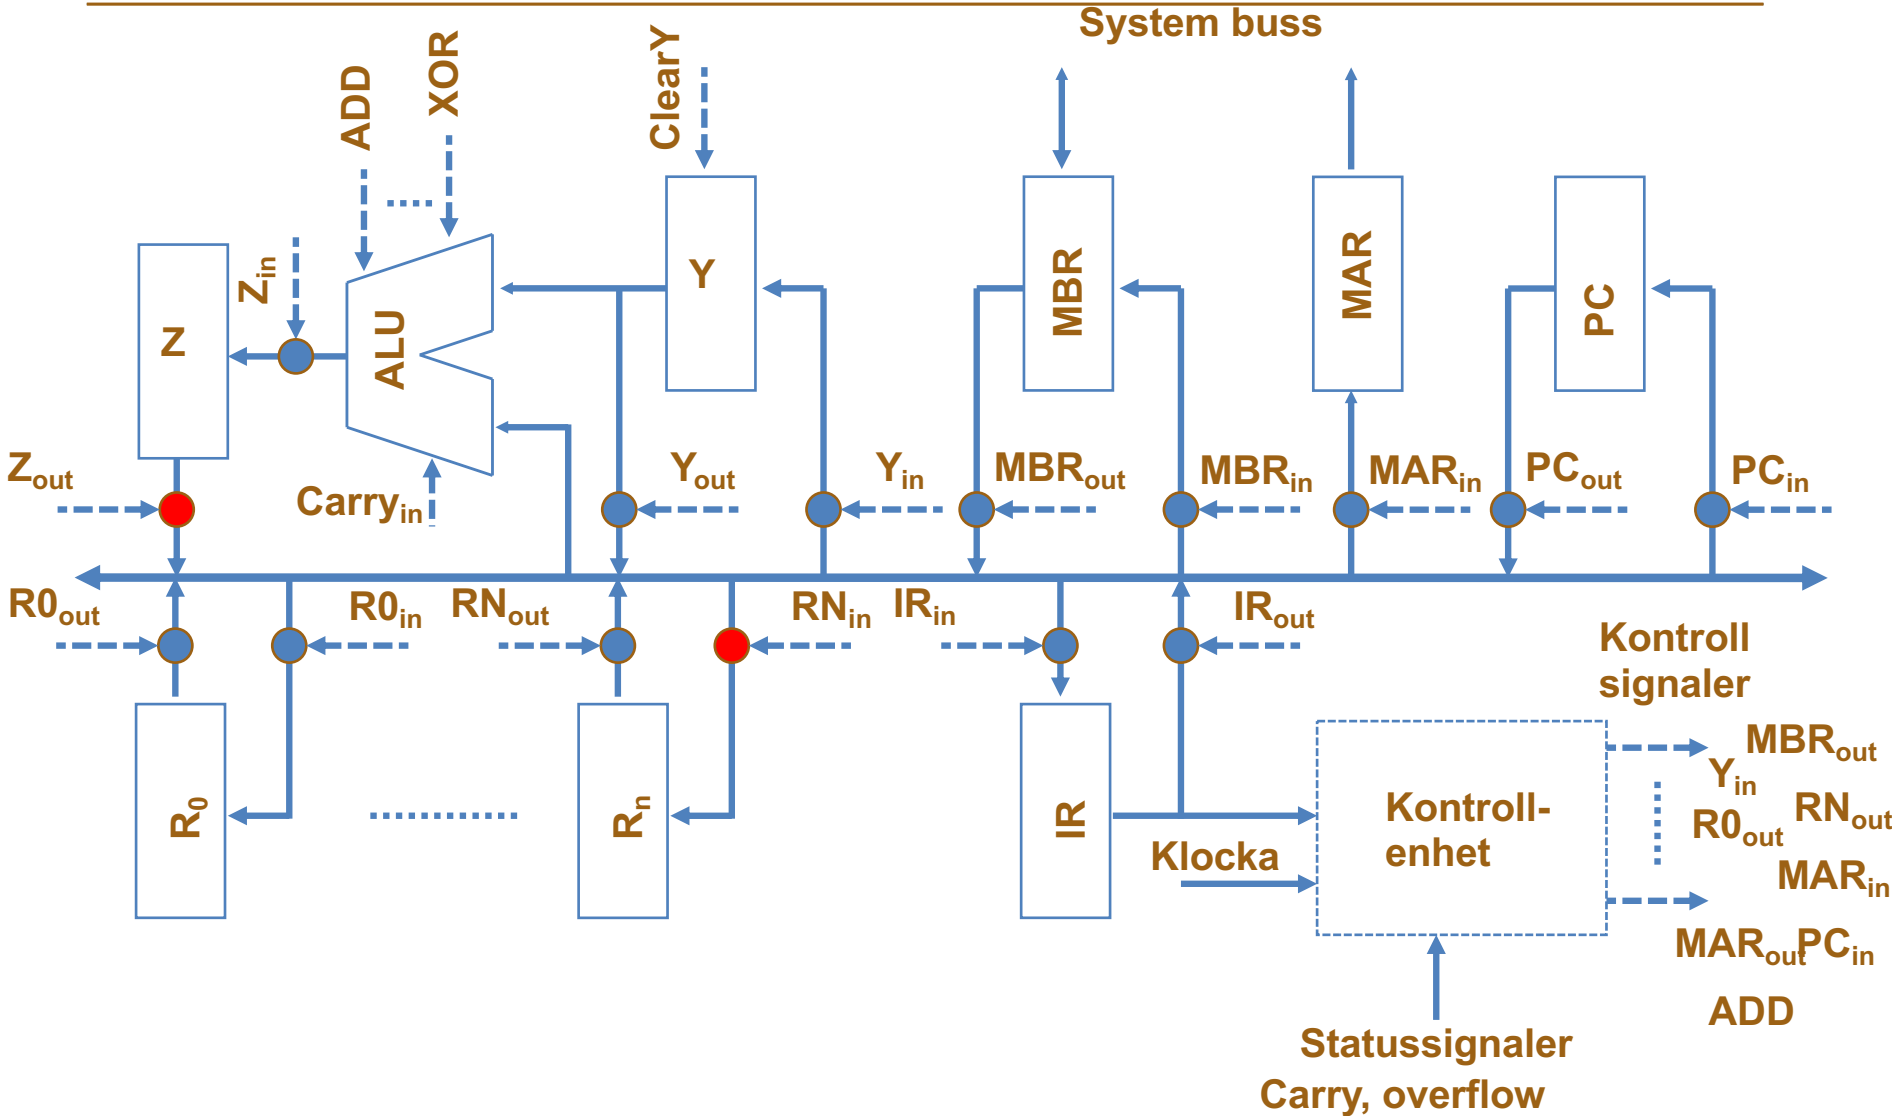 System buss
ADD
XOR
ClearY
Z
Zin
ALU
Y
MBR
MAR
PC
Zout
Carryin
Yout
Yin
MBRout
MBRin
MARin
PCout
PCin
R0out
R0in
RNout
RNin
IRin
IRout
Kontroll
signaler
R0
Rn
IR
Klocka
Kontroll-
enhet
MBRout
Yin
R0out
RNout
MARin
MARout
PCin
ADD
Statussignaler
Carry, overflow